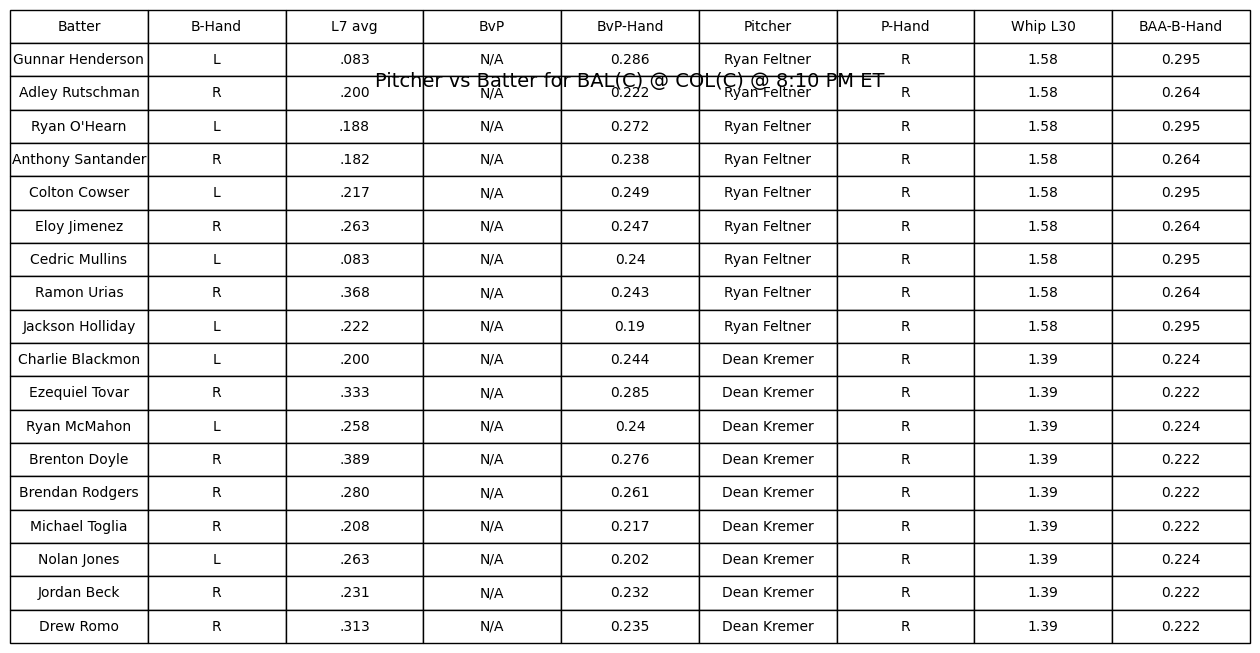 Batter B-Hand L7 avg BvP BvP-Hand Pitcher P-Hand Whip L30 BAA-B-Hand
Gunnar Henderson L .083 N/A 0.286 Ryan Feltner R 1.58 0.295
Pitcher vs Batter for BAL(C) @ COL(C) @ 8:10 PM ET
Adley Rutschman R .200 N/A 0.222 Ryan Feltner R 1.58 0.264
Ryan O'Hearn L .188 N/A 0.272 Ryan Feltner R 1.58 0.295
Anthony Santander R .182 N/A 0.238 Ryan Feltner R 1.58 0.264
Colton Cowser L .217 N/A 0.249 Ryan Feltner R 1.58 0.295
Eloy Jimenez R .263 N/A 0.247 Ryan Feltner R 1.58 0.264
Cedric Mullins L .083 N/A 0.24 Ryan Feltner R 1.58 0.295
Ramon Urias R .368 N/A 0.243 Ryan Feltner R 1.58 0.264
Jackson Holliday L .222 N/A 0.19 Ryan Feltner R 1.58 0.295
Charlie Blackmon L .200 N/A 0.244 Dean Kremer R 1.39 0.224
Ezequiel Tovar R .333 N/A 0.285 Dean Kremer R 1.39 0.222
Ryan McMahon L .258 N/A 0.24 Dean Kremer R 1.39 0.224
Brenton Doyle R .389 N/A 0.276 Dean Kremer R 1.39 0.222
Brendan Rodgers R .280 N/A 0.261 Dean Kremer R 1.39 0.222
Michael Toglia R .208 N/A 0.217 Dean Kremer R 1.39 0.222
Nolan Jones L .263 N/A 0.202 Dean Kremer R 1.39 0.224
Jordan Beck R .231 N/A 0.232 Dean Kremer R 1.39 0.222
Drew Romo R .313 N/A 0.235 Dean Kremer R 1.39 0.222